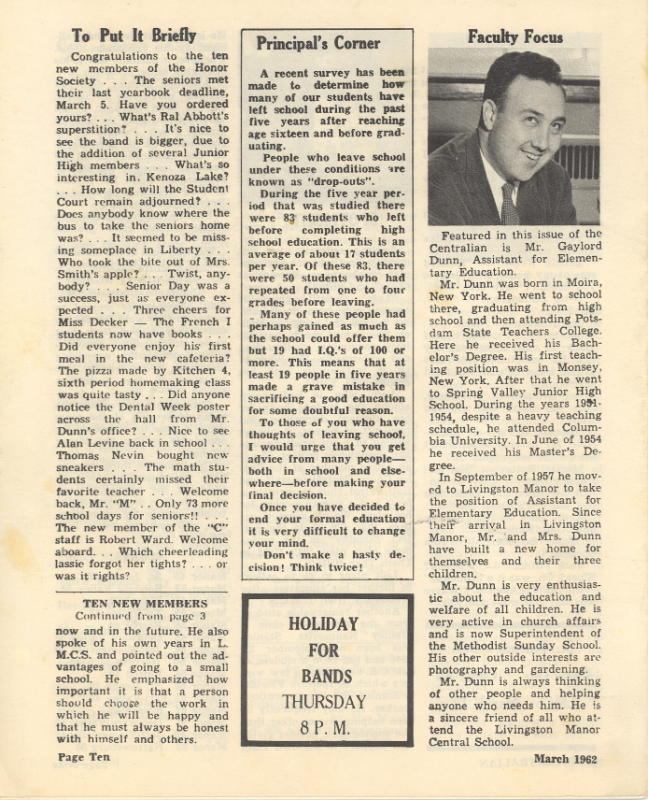 To Put It Briefly
Congratulations to the ten
new members of the Honor
Society . . . The seniors met
their last yearbook deadline,
March 5. Have you ordered
yours? . . . What's Ral Abbott's
superstition? . . . It's nice to
see the band is bigger, due to
the addition of several Junior
High members . . . What's so
interesting in Kenoza Lake?
. . . How long will the Student
Court remain adjourned? . . .
Does anybody know where the
bus to take the seniors home
was? . . . It seemed to be miss-
ing someplace in Liberty . . .
Who took the bite out of Mrs.
Smith's apple? . . . Twist, any-
body? . . . Senior Day was a
success, just as everyone ex-
pected . . . Three cheers for
Miss Decker — The French I
students now have books . . .
Did everyone enjoy his first
meal in the new cafeteria?
The pizza made by Kitchen 4,
sixth period homemaking class
was quite tasty . . . Did anyone
notice the Dental Week poster
across the hall from Mr.
Dunn's office? . . . Nice to see
Alan Levine back in school . . .
Thomas Nevin bought new
sneakers . . . The math stu-
dents certainly missed their
favorite teacher . . . Welcome
back, Mr. "M" . . Only 73 more
school days for seniors!! . . .
The new member of the "C"
staff is Robert Ward. Welcome
aboard. . . Which cheerleading
lassie forgot her tights? . . . or
was it rights?
TEN NEW MEMBERS
Continued from page 3
now and in the future. He also
spoke of his own years in L.
M.C.S. and pointed out the ad-
vantages of going to a small
school. He emphasized how
important it is that a person
should choose the work in
which he will be happy and
that he must always be honest
with himself and others.
Page Ten
Principal's Corner
A recent survey has been
made to determine how
many of our students have
left school during the past
five years after reaching
age sixteen and before grad-
uating.
People who leave school
under these conditions are
known as "drop-outs".
During the five year per-
iod that was studied there
were 83 students who left
before completing high
school education. This is an
average of about 17 students
per year. Of these 83, there
were 50 students who had
repeated from one to four
grades before leaving.
Many of these people had
perhaps gained as much as
the school could offer them
but 19 had I.Q.'s of 100 or
more. This means that at
least 19 people in five years
made a grave mistake in
sacrificing a good education
for some doubtful reason.
To those of you who have
thoughts of leaving school,
I would urge that you get
advice from many people—
both in school and else-
where—before making your
final decision.
Once you have decided to
end your formal education
it is very difficult to change
your mind.
Don't make a hasty de-
cision! Think twice!
HOLIDAY
FOR
BANDS
THURSDAY
8 P. M.
Faculty Focus
Featured in this issue of the
Centralian is Mr. Gaylord
Dunn, Assistant for Elemen-
tary Education.
Mr. Dunn was born in Moira,
New York. He went to school
there, graduating from high
school and then attending Pots-
dam State Teachers College.
Here he received his Bach-
elor's Degree. His first teach-
ing position was in Monsey,
New York. After that he went
to Spring Valley Junior High
School. During the years 1951-
1954, despite a heavy teaching
schedule, he attended Colum-
bia University. In June of 1954
he received his Master's De-
gree.
In September of 1957 he mov-
ed to Livingston Manor to take
the position of Assistant for
Elementary Education. Since
their arrival in Livingston
Manor, Mr. and Mrs. Dunn
have built a new home for
themselves and their three
children.
Mr. Dunn is very enthusias-
tic about the education and
welfare of all children. He is
very active in church affairs
and is now Superintendent of
the Methodist Sunday School.
His other outside interests are
photography and gardening.
Mr. Dunn is always thinking
of other people and helping
anyone who needs him. He is
a sincere friend of all who at-
tend the Livingston Manor
Central School.
March 1962